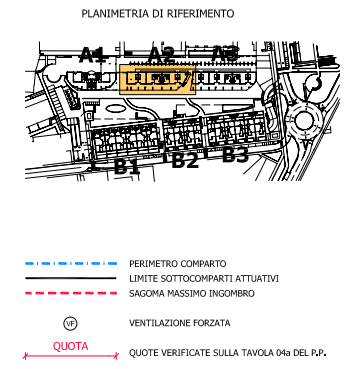 PLANIMETRIA DI RIFERIMENTO
A1 A2 A3
B1 B2 B3
PERIMETRO COMPARTO
LIMITE SOTTOCOMPARTI ATTUATIVI
SAGOMA MASSIMO INGOMBRO
VF VENTILAZIONE FORZATA
QUOTA QUOTE VERIFICATE SULLA TAVOLA 04a DEL P.P.